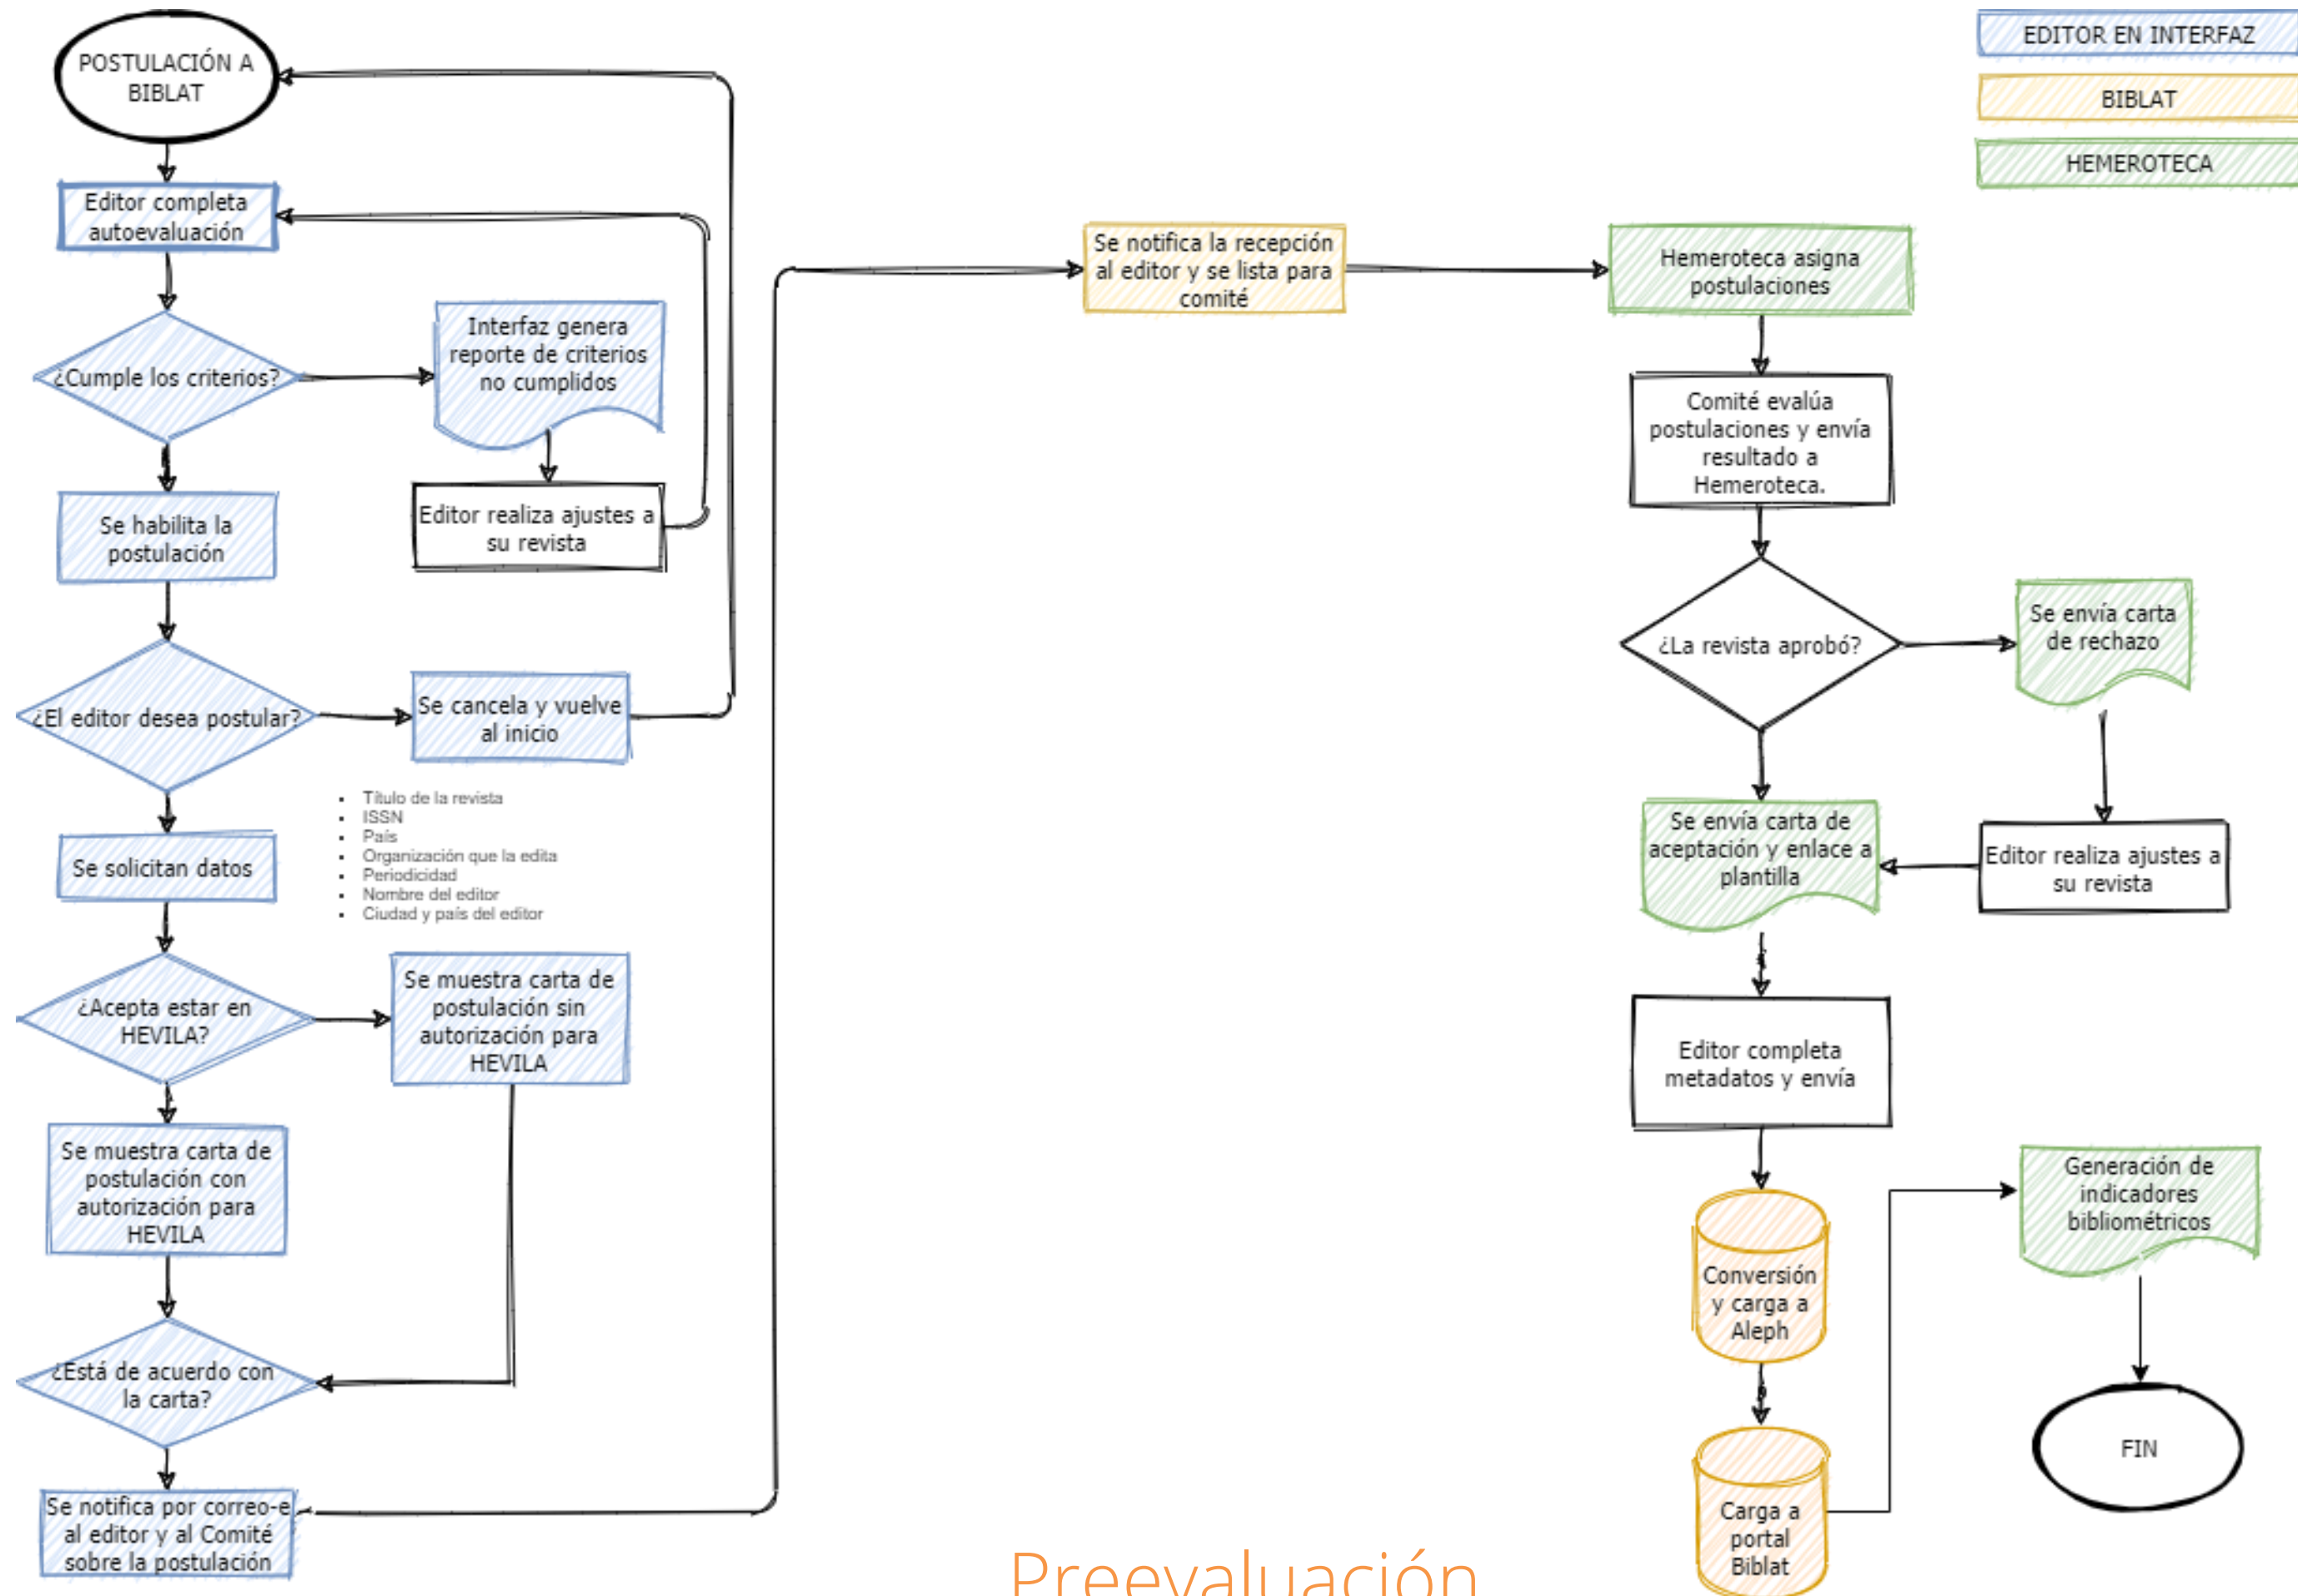 POSTULACIÓN A
BIBLAT
Editor completa
autoevaluación
¿Cumple los criterios?
Interfaz genera
reporte de criterios
no cumplidos
Editor realiza ajustes a
su revista
Se habilita la
postulación
¿El editor desea postular?
Se cancela y vuelve
al inicio
Se solicitan datos
• Título de la revista
• ISSN
• País
• Organización que la edita
• Periodicidad
• Nombre del editor
• Ciudad y país del editor
¿Acepta estar en
HEVILA?
Se muestra carta de
postulación sin
autorización para
HEVILA
Se muestra carta de
postulación con
autorización para
HEVILA
¿Está de acuerdo con
la carta?
Se notifica por correo-e
al editor y al Comité
sobre la postulación
Se notifica la recepción
al editor y se lista para
comité
EDITOR EN INTERFAZ
BIBLAT
HEMEROTECA
Hemeroteca asigna
postulaciones
Comité evalúa
postulaciones y envía
resultado a
Hemeroteca.
¿La revista aprobó?
Se envía carta
de rechazo
Editor realiza ajustes a
su revista
Se envía carta de
aceptación y enlace a
plantilla
Editor completa
metadatos y envía
Conversión
y carga a
Aleph
Carga a
portal
Biblat
Generación de
indicadores
bibliométricos
FIN
Preevaluación